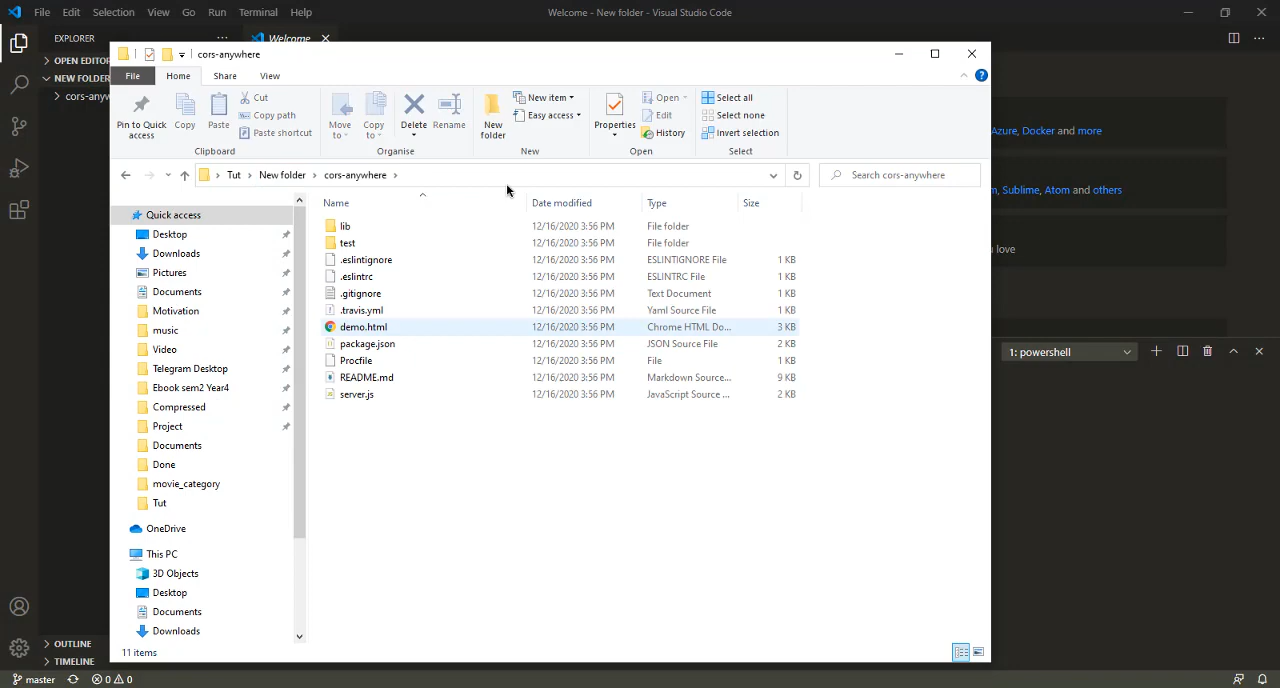 File Edit Selection View Go Run Terminal Help Welcome - New folder - Visual Studio Code
EXPLORER Welcome
OPEN EDITOR
NEW FOLDER
cors-anyw
cors-anywhere
File Home Share View
Pin to Quick access
Copy
Paste
Cut
Copy path
Paste shortcut
Clipboard
Move to
Copy to
Delete
Rename
Organise
New folder
New item
Easy access
New
Properties
Open
Edit
History
Open
Select all
Select none
Invert selection
Select
Tut New folder cors-anywhere
Search cors-anywhere
Name Date modified Type Size
lib 12/16/2020 3:56 PM File folder
test 12/16/2020 3:56 PM File folder
.eslintignore 12/16/2020 3:56 PM ESLINTIGNORE File 1 KB
.eslintrc 12/16/2020 3:56 PM ESLINTRC File 1 KB
.gitignore 12/16/2020 3:56 PM Text Document 1 KB
.travis.yml 12/16/2020 3:56 PM Yaml Source File 1 KB
demo.html 12/16/2020 3:56 PM Chrome HTML Do... 3 KB
package.json 12/16/2020 3:56 PM JSON Source File 2 KB
Procfile 12/16/2020 3:56 PM File 1 KB
README.md 12/16/2020 3:56 PM Markdown Source... 9 KB
server.js 12/16/2020 3:56 PM JavaScript Source ... 2 KB
Quick access
Desktop
Downloads
Pictures
Documents
Motivation
music
Video
Telegram Desktop
Ebook sem2 Year4
Compressed
Project
Documents
Done
movie_category
Tut
OneDrive
This PC
3D Objects
Desktop
Documents
Downloads
11 items
Azure, Docker and more
m, Sublime, Atom and others
u love
1: powershell
OUTLINE
TIMELINE
master 0 0